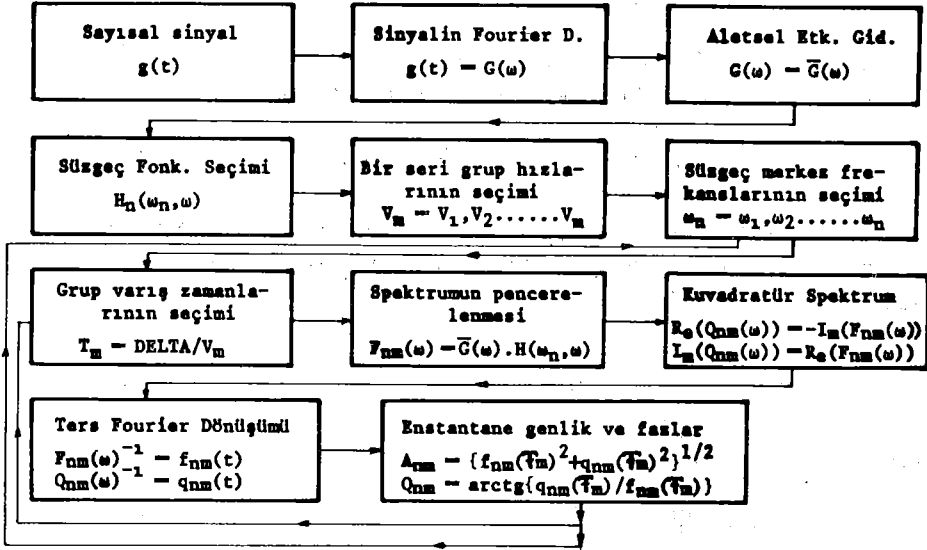 Sayısal sinyal
g(t)
Sinyalin Fourier D.
g(t) — G(ω)
Aletsel Etk. Gid.
G(ω) — G̅(ω)
Süzgeç Fonk. Seçimi
Hn(ωn,ω)
Bir seri grup hızla-
rının seçimi
Vm — V1,V2......Vm
Süzgeç merkez fre-
kanslarının seçimi
ωn — ω1,ω2......ωn
Grup varış zamanla-
rının seçimi
Tm — DELTA/Vm
Spektrumun pencere-
lenmesi
Fnm(ω) — G̅(ω).H(ωn,ω)
Kuvadratür Spektrum
Re(Qnm(ω)) — -Im(Fnm(ω))
Im(Qnm(ω)) — Re(Fnm(ω))
Ters Fourier Dönüşümü
Fnm(ω)⁻¹ — fnm(t)
Qnm(ω)⁻¹ — qnm(t)
Enstantane genlik ve fazlar
Anm — {fnm(T̅m)²+qnm(T̅m)²}^1/2
Qnm — arctg{qnm(T̅m)/fnm(T̅m)}